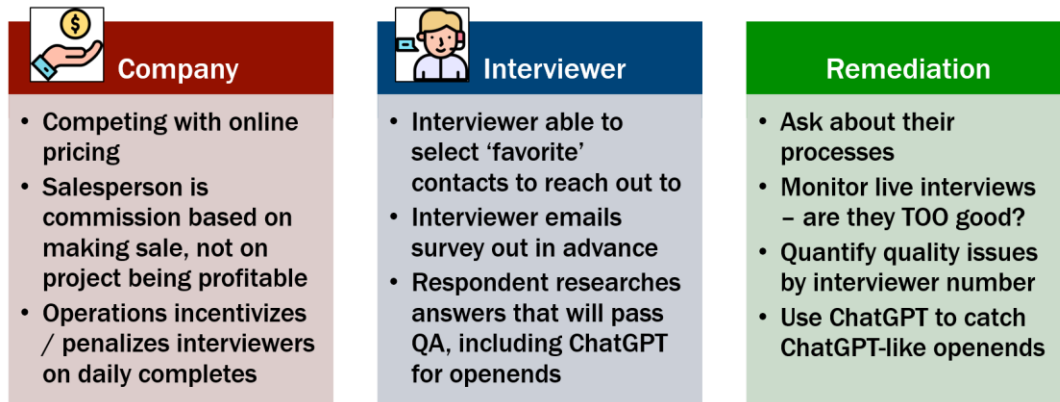 $
Company
• Competing with online
pricing
• Salesperson is
commission based on
making sale, not on
project being profitable
• Operations incentivizes
/ penalizes interviewers
on daily completes
Interviewer
• Interviewer able to
select ‘favorite’
contacts to reach out to
• Interviewer emails
survey out in advance
• Respondent researches
answers that will pass
QA, including ChatGPT
for openends
Remediation
• Ask about their
processes
• Monitor live interviews
– are they TOO good?
• Quantify quality issues
by interviewer number
• Use ChatGPT to catch
ChatGPT-like openends